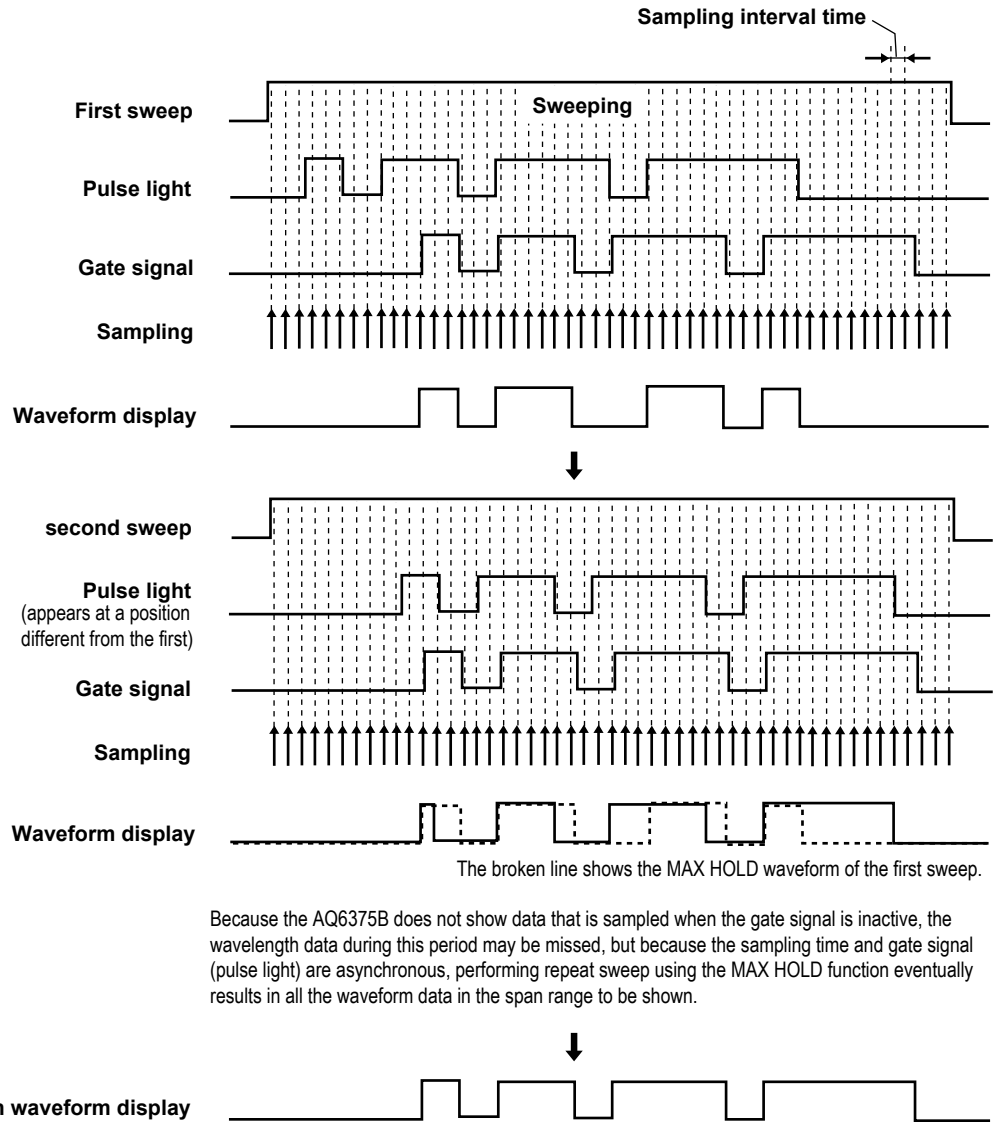 Sampling interval time
First sweep
Sweeping
Pulse light
Gate signal
Sampling
Waveform display
second sweep
Pulse light
(appears at a position
different from the first)
Gate signal
Sampling
Waveform display
The broken line shows the MAX HOLD waveform of the first sweep.
Because the AQ6375B does not show data that is sampled when the gate signal is inactive, the
wavelength data during this period may be missed, but because the sampling time and gate signal
(pulse light) are asynchronous, performing repeat sweep using the MAX HOLD function eventually
results in all the waveform data in the span range to be shown.
waveform display